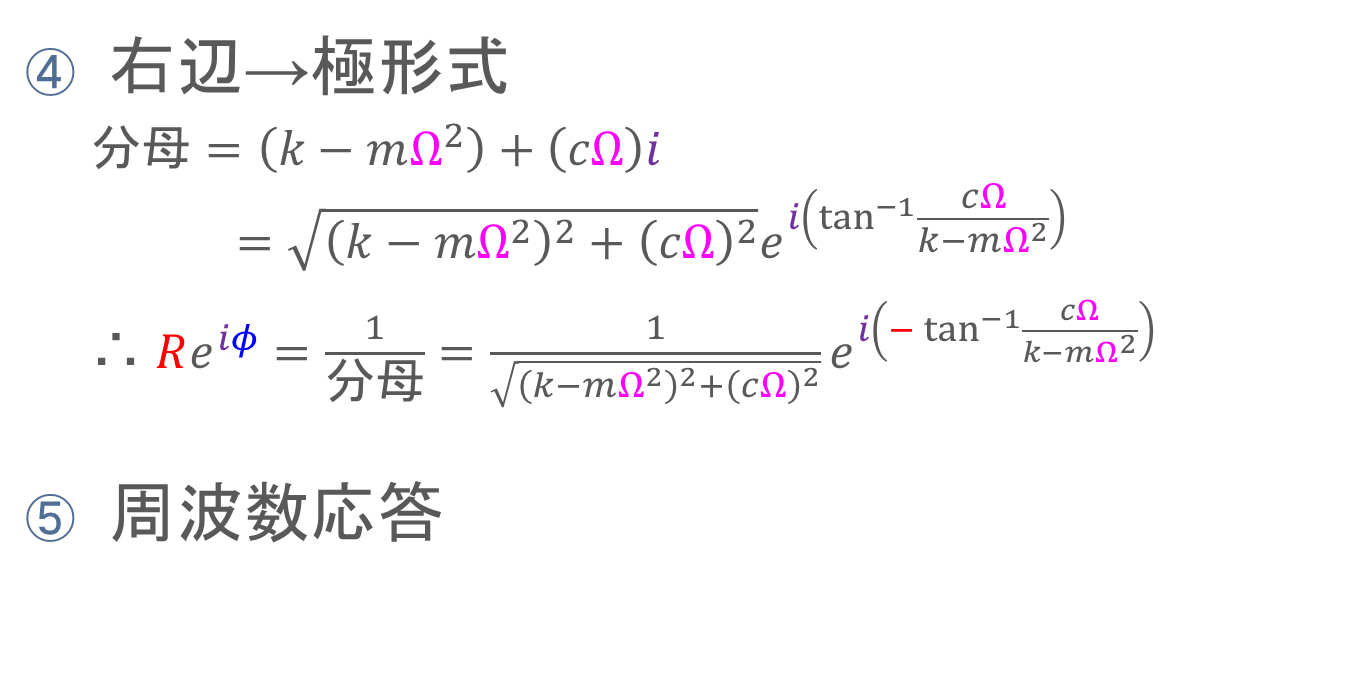 ④ 右辺→極形式
分母 = (k − mΩ²) + (cΩ)i
= √((k − mΩ²)² + (cΩ)²) e^{i(tan⁻¹ cΩ/(k−mΩ²))}
∴ Re^{iϕ} = 1/分母 = 1/√((k−mΩ²)²+(cΩ)²) e^{i(− tan⁻¹ cΩ/(k−mΩ²))}
⑤ 周波数応答